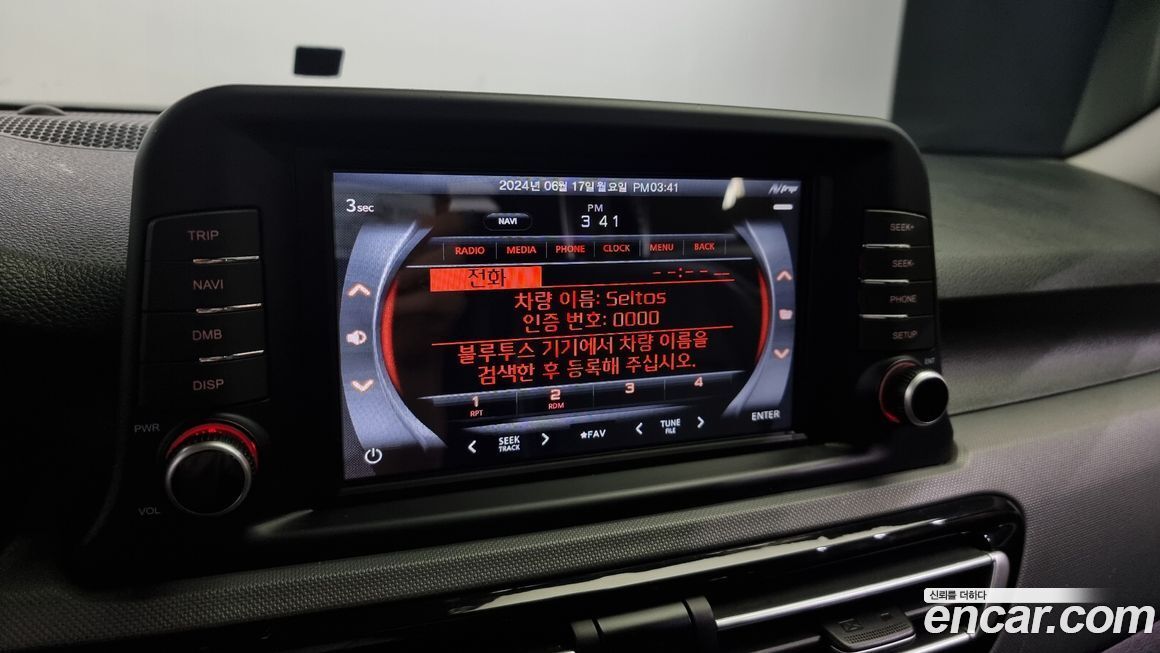 2024년 06월 17일월요일 PM03:41
3sec
PM
NAVI
3 41
RADIO MEDIA PHONE CLOCK MENU BACK
전화
--:-- --
차량 이름: Seltos
인증 번호: 0000
블루투스 기기에서 차량 이름을
검색한 후 등록해 주십시오.
1 2 3 4
RPT RDM
SEEK TRACK
★FAV
TUNE FILE
ENTER
TRIP
NAVI
DMB
DISP
PWR
VOL
SEEK+
SEEK-
PHONE
SETUP
ENT
신뢰를 더하다
encar.com